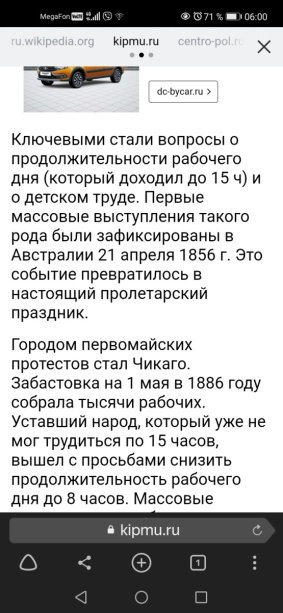 MegaFon 71 % 06:00
ru.wikipedia.org kipmu.ru centro-pol.ru
dc-bycar.ru >
Ключевыми стали вопросы о
продолжительности рабочего
дня (который доходил до 15 ч) и
о детском труде. Первые
массовые выступления такого
рода были зафиксированы в
Австралии 21 апреля 1856 г. Это
событие превратилось в
настоящий пролетарский
праздник.
Городом первомайских
протестов стал Чикаго.
Забастовка на 1 мая в 1886 году
собрала тысячи рабочих.
Уставший народ, который уже не
мог трудиться по 15 часов,
вышел с просьбами снизить
продолжительность рабочего
дня до 8 часов. Массовые
kipmu.ru
1